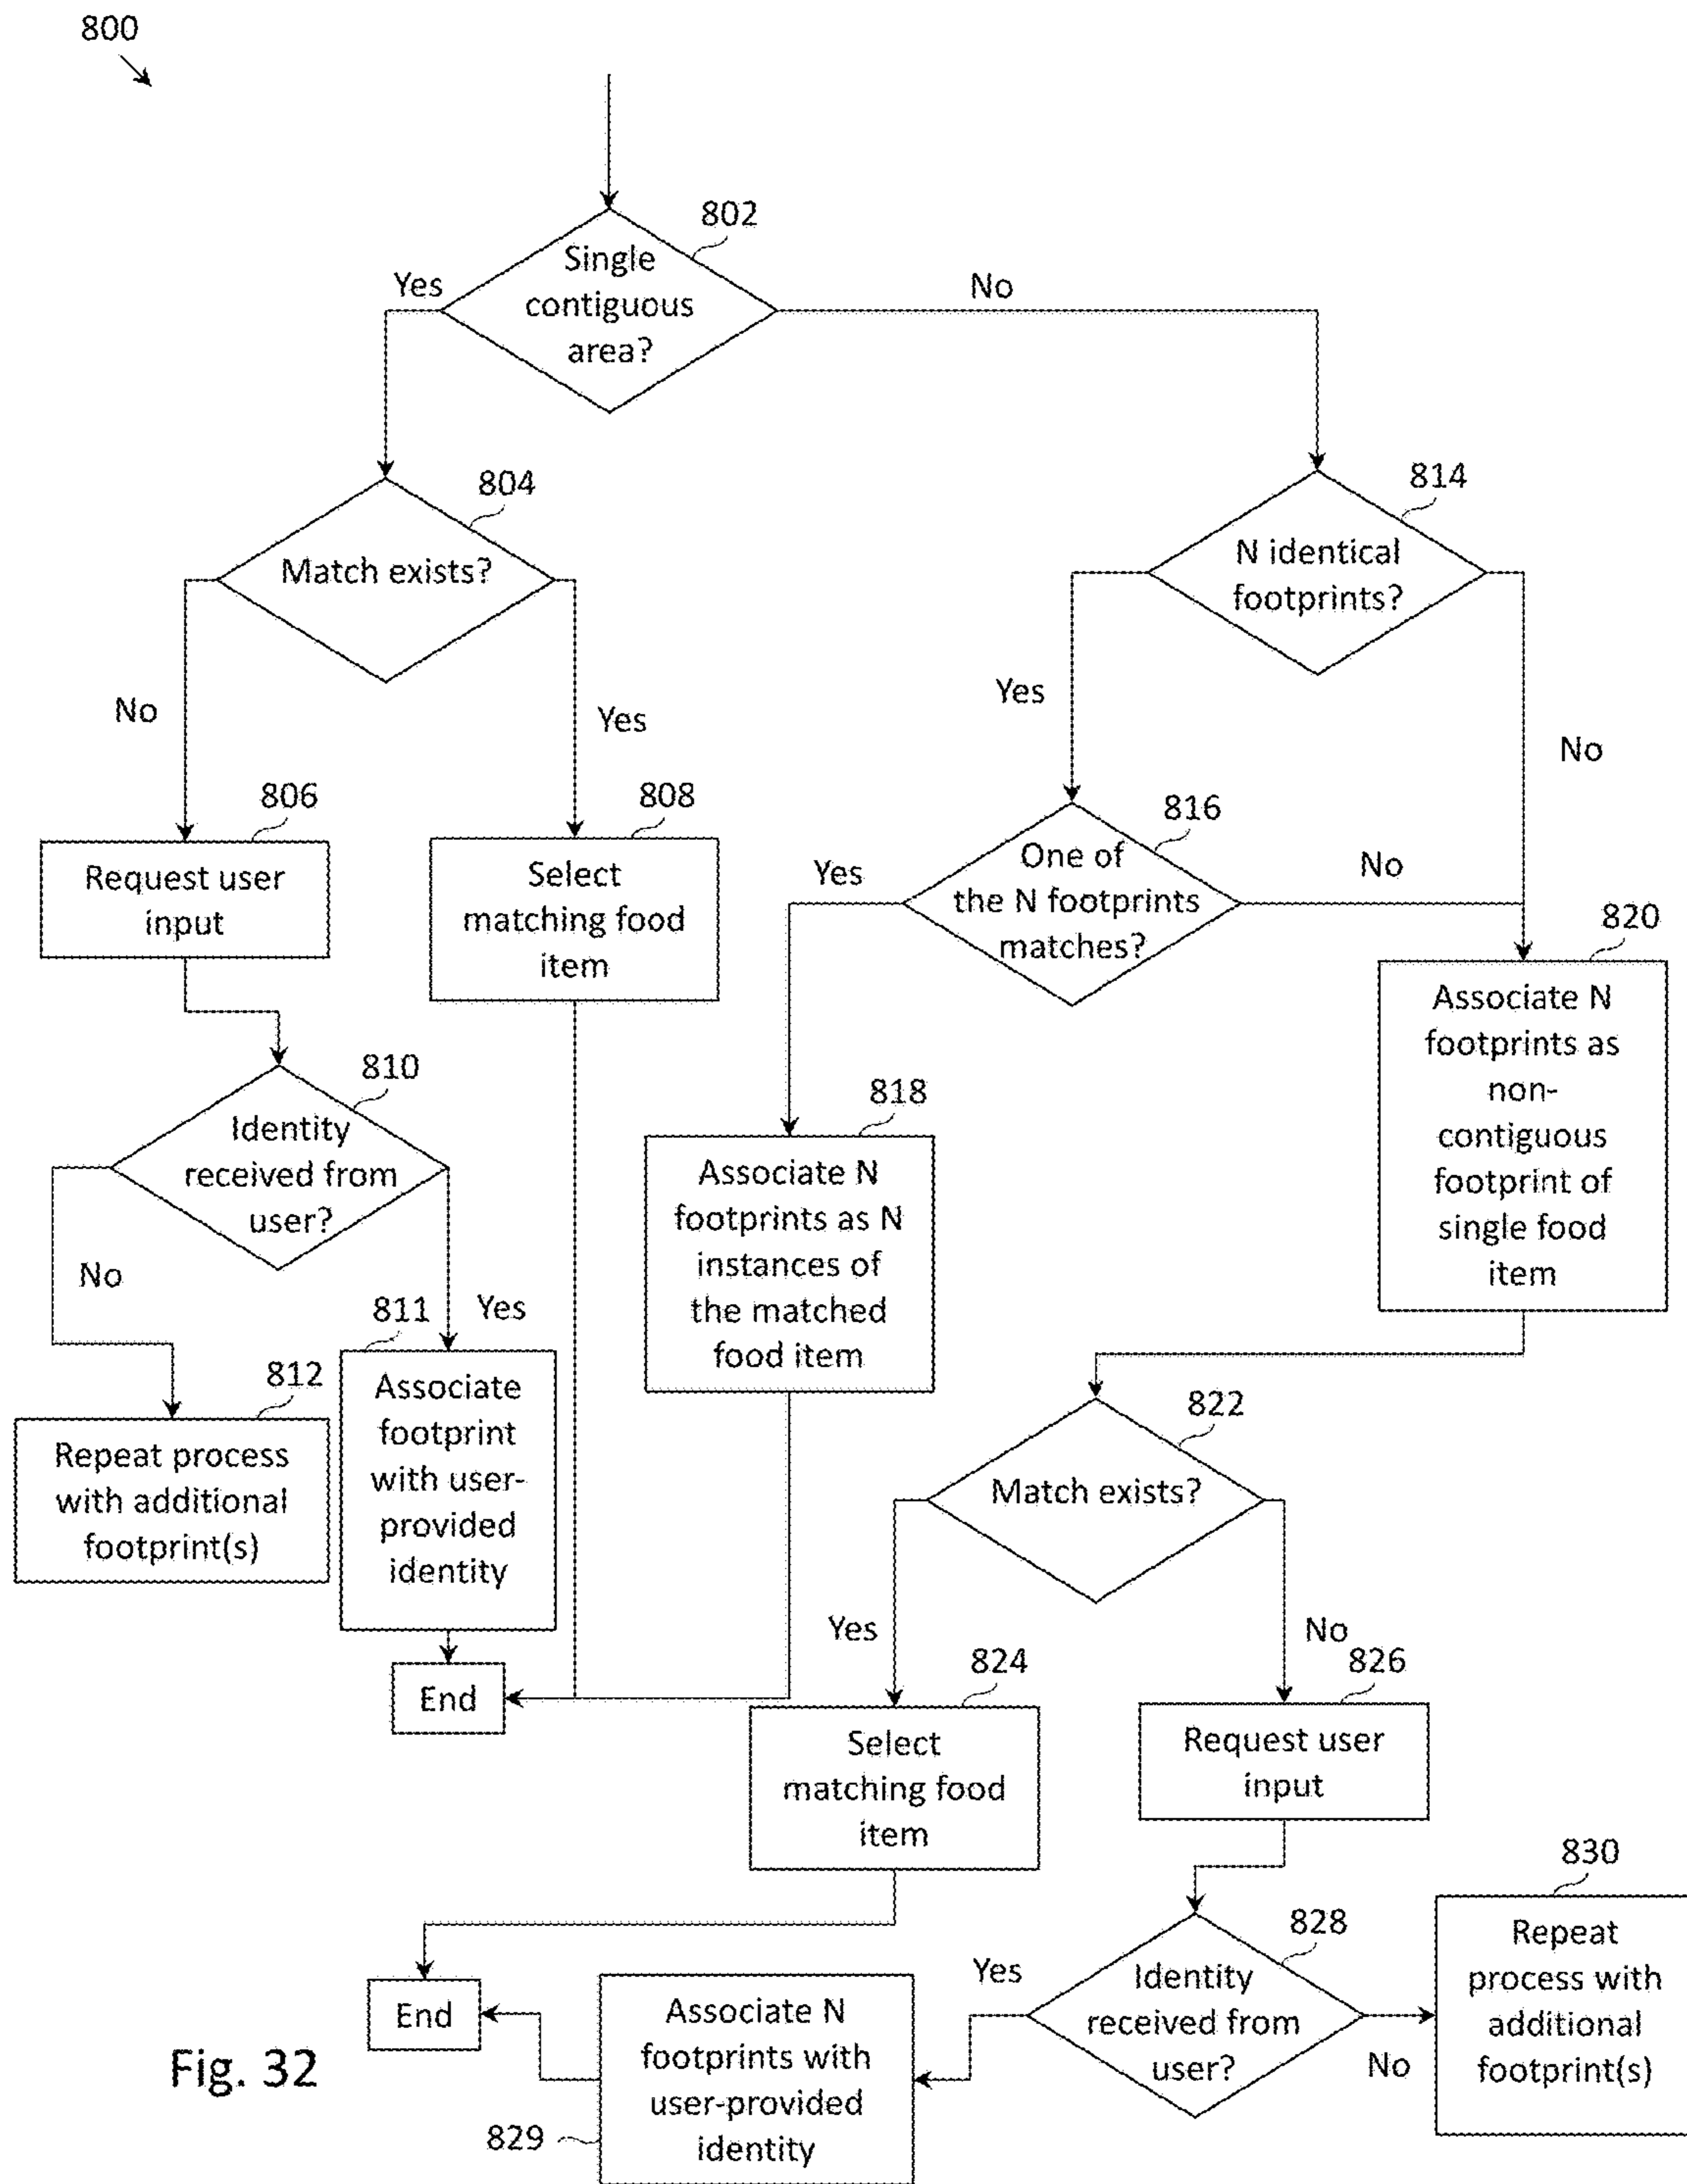 800
802
Single
contiguous
area?
Yes
No
804
Match exists?
814
N identical
footprints?
No
Yes
Yes
No
806
Request user
input
808
Select
matching food
item
816
One of
the N footprints
matches?
Yes
No
820
Associate N
footprints as
non-
contiguous
footprint of
single food
item
810
Identity
received from
user?
No
Yes
818
Associate N
footprints as N
instances of
the matched
food item
811
Associate
footprint
with user-
provided
identity
812
Repeat process
with additional
footprint(s)
End
822
Match exists?
Yes
No
824
Select
matching food
item
826
Request user
input
828
Identity
received from
user?
Yes
No
830
Repeat
process with
additional
footprint(s)
End
829
Associate N
footprints with
user-provided
identity
Fig. 32